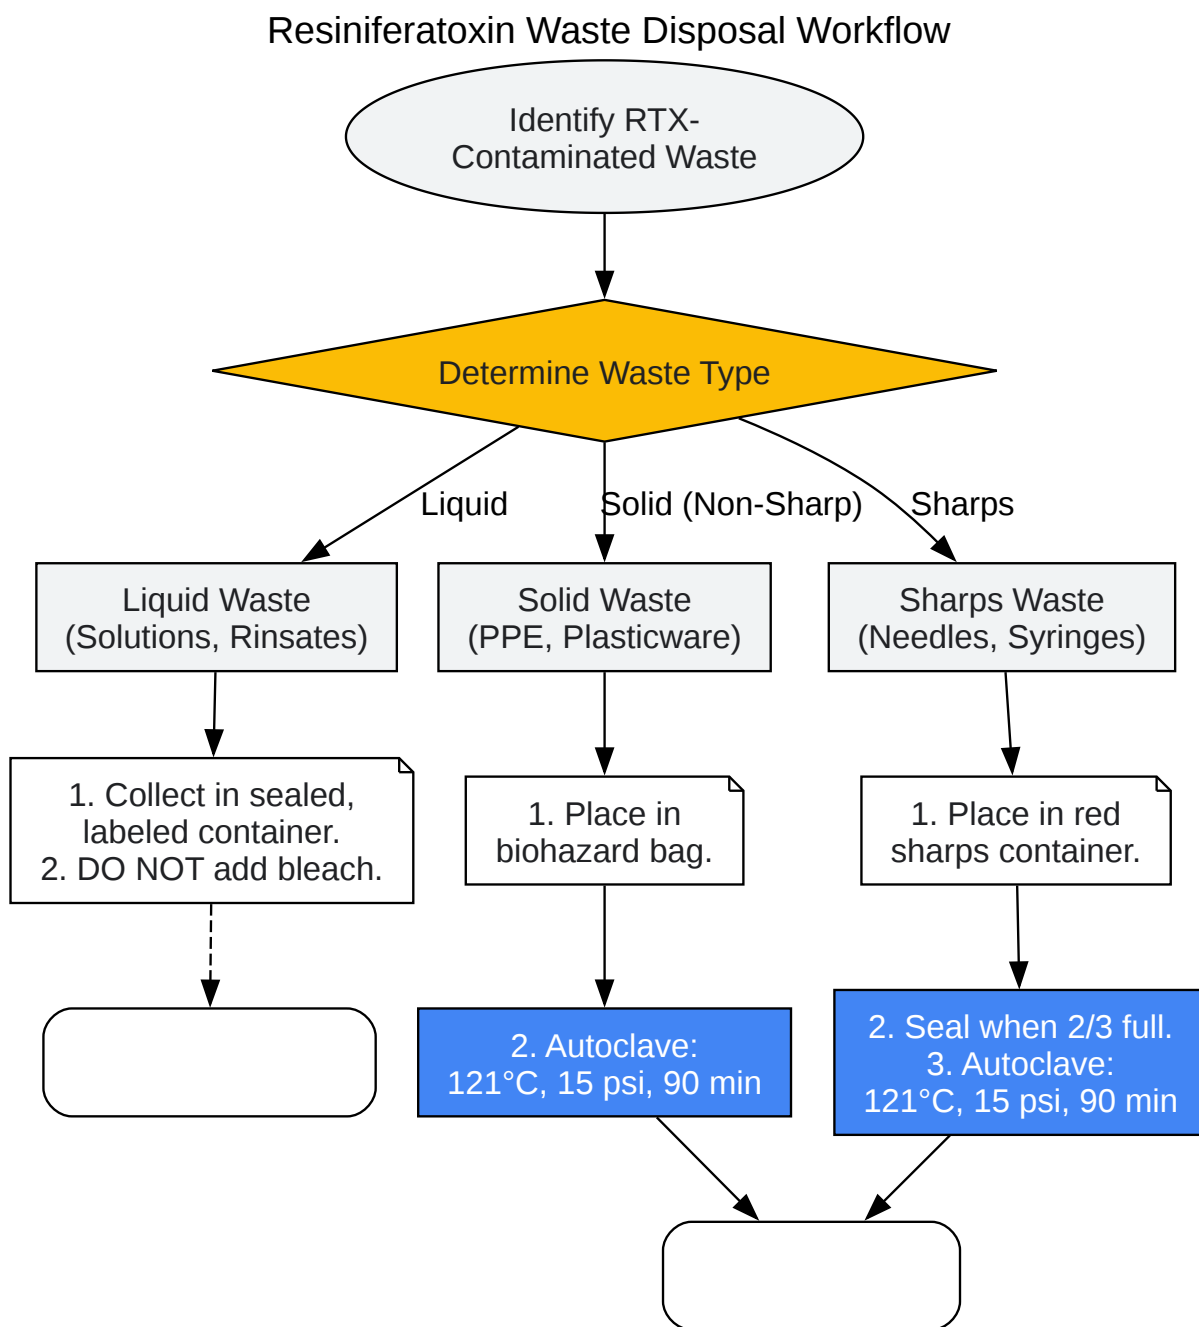 Resiniferatoxin Waste Disposal Workflow
Identify RTX-
Contaminated Waste
Determine Waste Type
Liquid
Solid (Non-Sharp)
Sharps
Liquid Waste
(Solutions, Rinsates)
Solid Waste
(PPE, Plasticware)
Sharps Waste
(Needles, Syringes)
1. Collect in sealed,
labeled container.
2. DO NOT add bleach.
1. Place in
biohazard bag.
1. Place in red
sharps container.
2. Autoclave:
121°C, 15 psi, 90 min
2. Seal when 2/3 full.
3. Autoclave:
121°C, 15 psi, 90 min